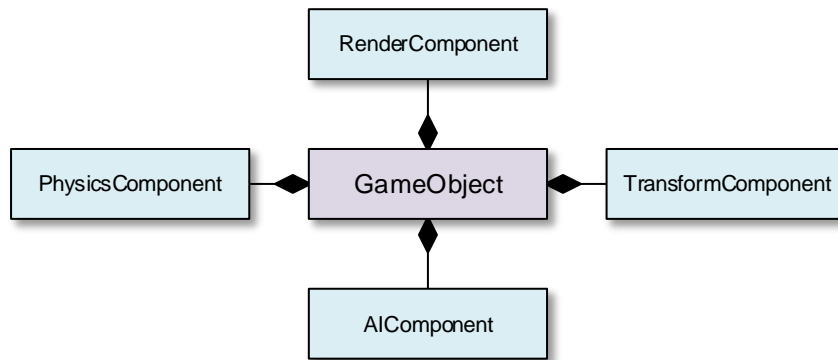 RenderComponent
PhysicsComponent
GameObject
TransformComponent
AIComponent